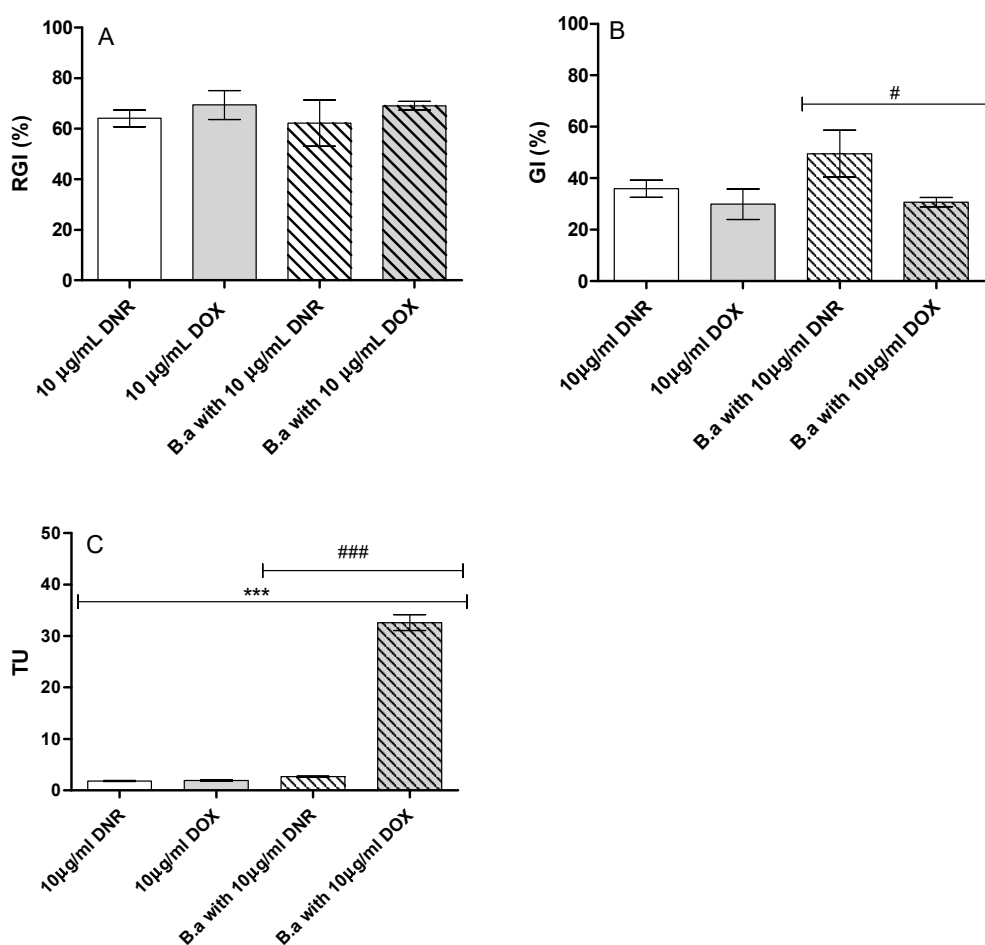 A
RGI (%)
100
80
60
40
20
0
10 µg/mL DNR
10 µg/mL DOX
B.a with 10 µg/mL DNR
B.a with 10 µg/mL DOX
B
#
GI (%)
100
80
60
40
20
0
10µg/ml DNR
10µg/ml DOX
B.a with 10µg/ml DNR
B.a with 10µg/ml DOX
C
###
***
TU
50
40
30
20
10
0
10µg/ml DNR
10µg/ml DOX
B.a with 10µg/ml DNR
B.a with 10µg/ml DOX